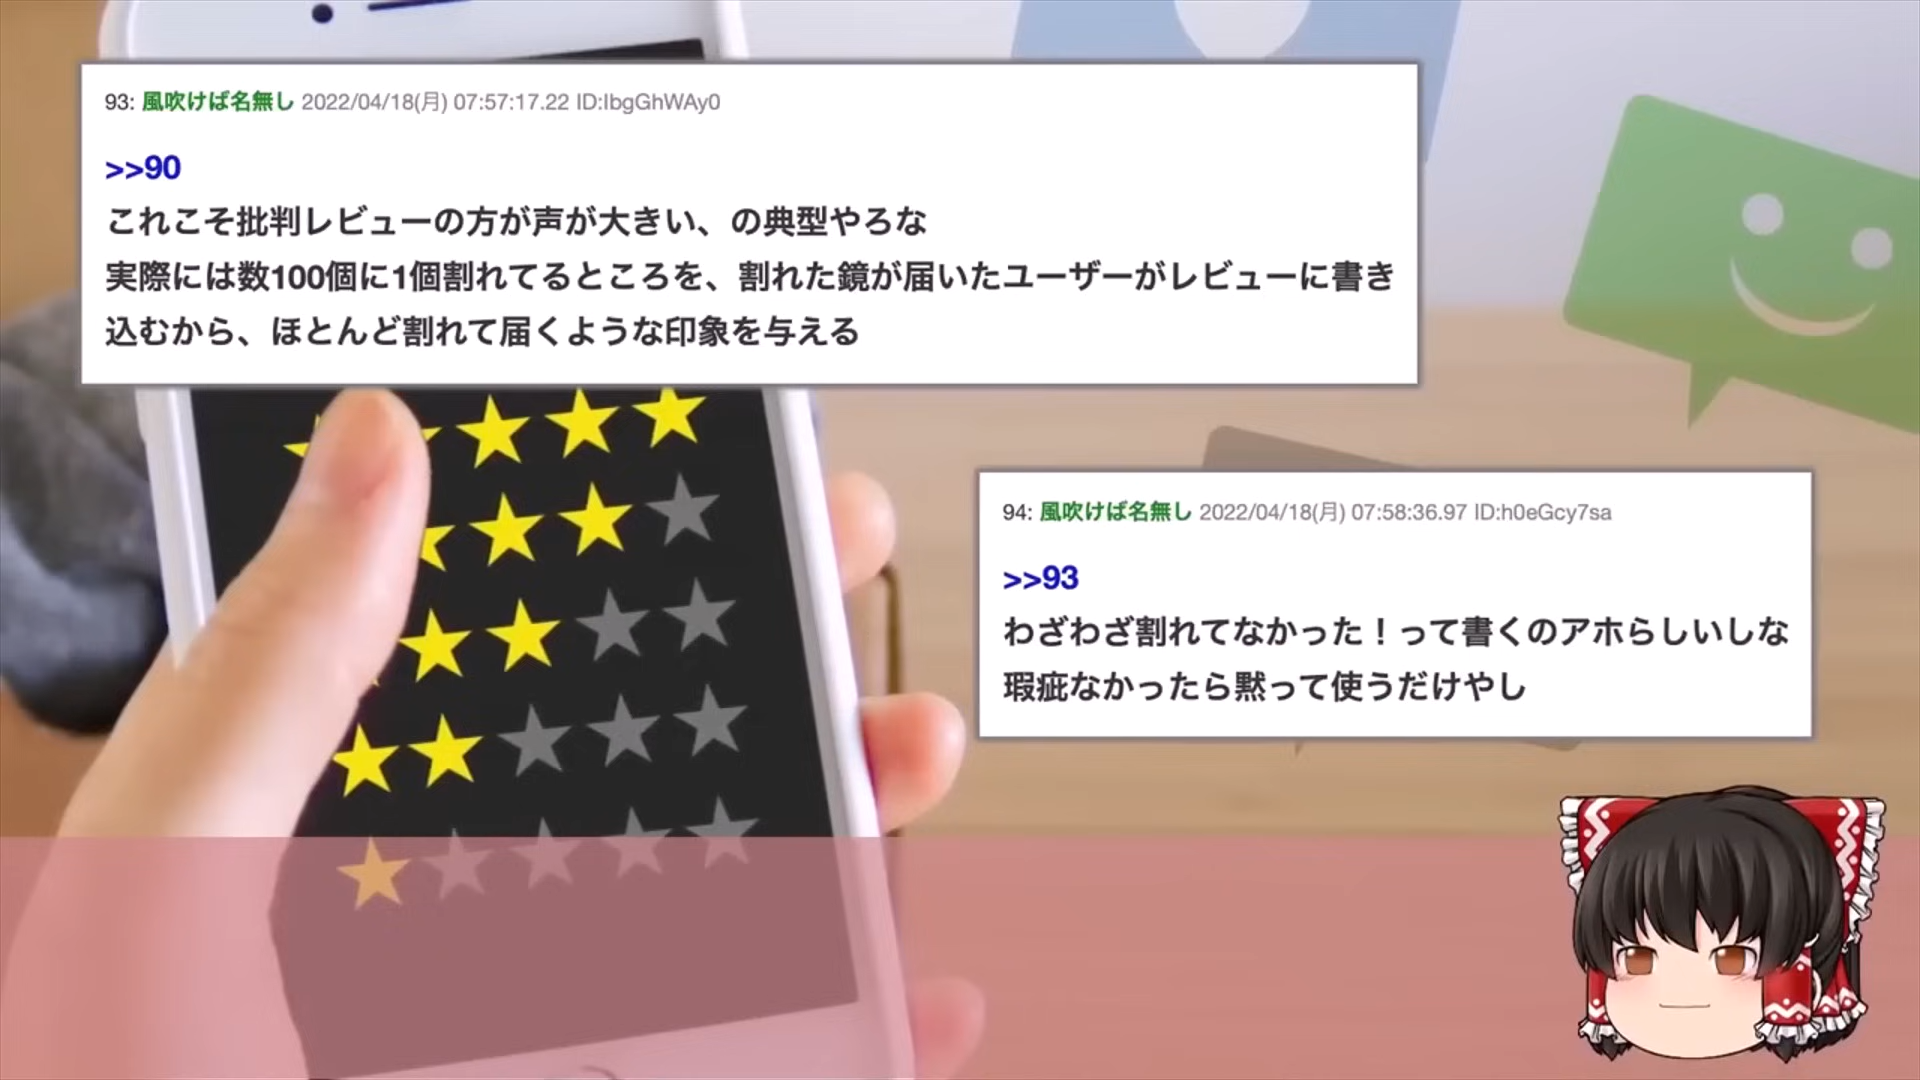 93: 風吹けば名無し 2022/04/18(月) 07:57:17.22 ID:IbgGhWAy0
>>90
これこそ批判レビューの方が声が大きい、の典型やろな
実際には数100個に1個割れてるところを、割れた鏡が届いたユーザーがレビューに書き
込むから、ほとんど割れて届くような印象を与える
94: 風吹けば名無し 2022/04/18(月) 07:58:36.97 ID:h0eGcy7sa
>>93
わざわざ割れてなかった！って書くのアホらしいしな
瑕疵なかったら黙って使うだけやし